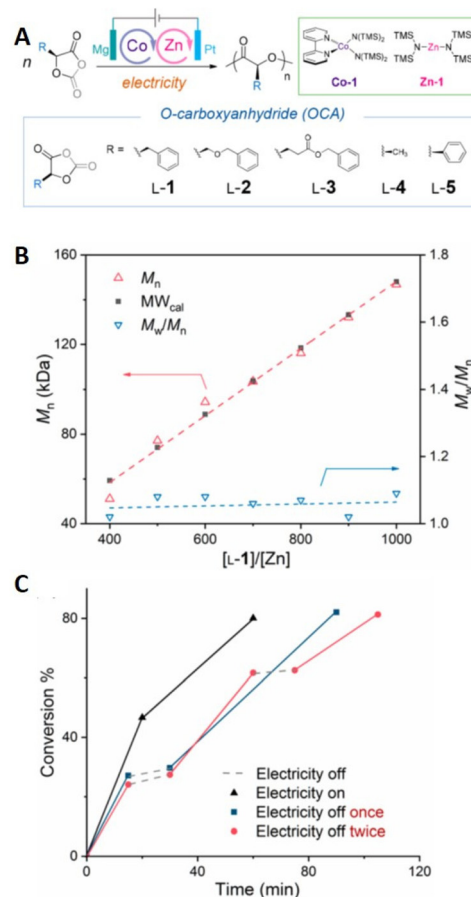 A
Mg Co Zn Pt
n
electricity
N(TMS)2
N(TMS)2
Co-1
TMS TMS
N-Zn-N
TMS TMS
Zn-1
O-carboxyanhydride (OCA)
R =
L-1 L-2 L-3 L-4 L-5
B
Mn
MWcal
Mw/Mn
Mn (kDa)
160
120
80
40
1.8
1.6
1.4
1.2
1.0
Mw/Mn
400 600 800 1000
[L-1]/[Zn]
C
Conversion %
80
40
0
Electricity off
Electricity on
Electricity off once
Electricity off twice
0 40 80 120
Time (min)